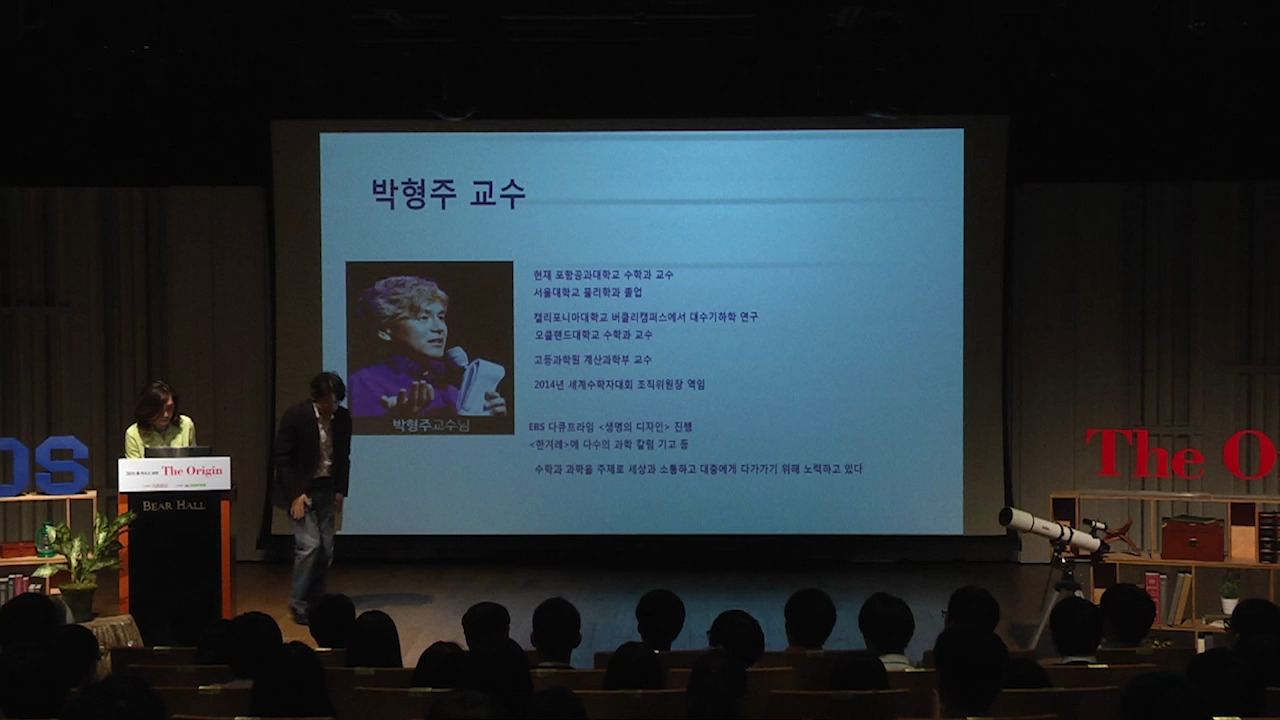 박형주 교수
현재 포항공과대학교 수학과 교수
서울대학교 물리학과 졸업
캘리포니아대학교 버클리캠퍼스에서 대수기하학 연구
오클랜드대학교 수학과 교수
고등과학원 계산과학부 교수
2014년 세계수학자대회 조직위원장 역임
박형주교수님
EBS 다큐프라임 <생명의 디자인> 진행
<한겨레>에 다수의 과학 칼럼 기고 등
수학과 과학을 주제로 세상과 소통하고 대중에게 다가가기 위해 노력하고 있다
OS
The Origin
BEAR HALL
The O